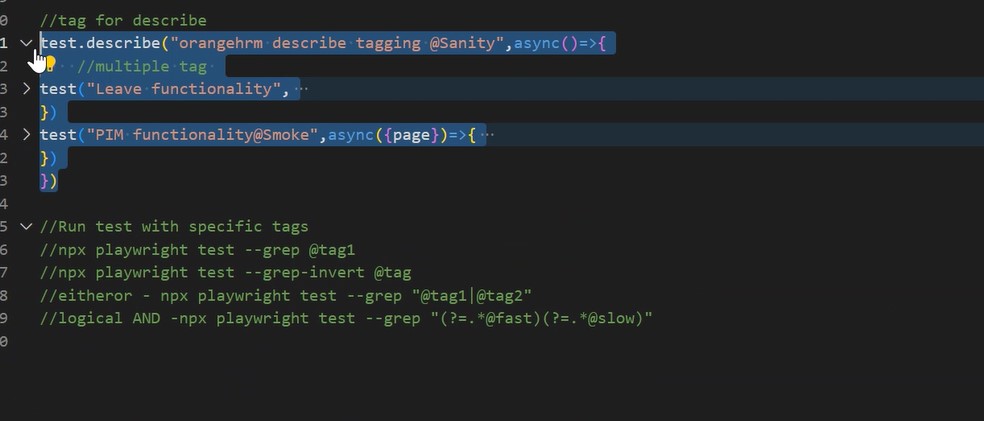 0 //tag for describe
1 test.describe("orangehrm describe tagging @Sanity",async()=>{
2 //multiple tag
3 test("Leave functionality", ...
3 })
4 test("PIM functionality@Smoke",async({page})=>{ ...
2 })
3 })
4
5 //Run test with specific tags
6 //npx playwright test --grep @tag1
7 //npx playwright test --grep-invert @tag
8 //eitheror - npx playwright test --grep "@tag1|@tag2"
9 //logical AND -npx playwright test --grep "(?=.*@fast)(?=.*@slow)"
0